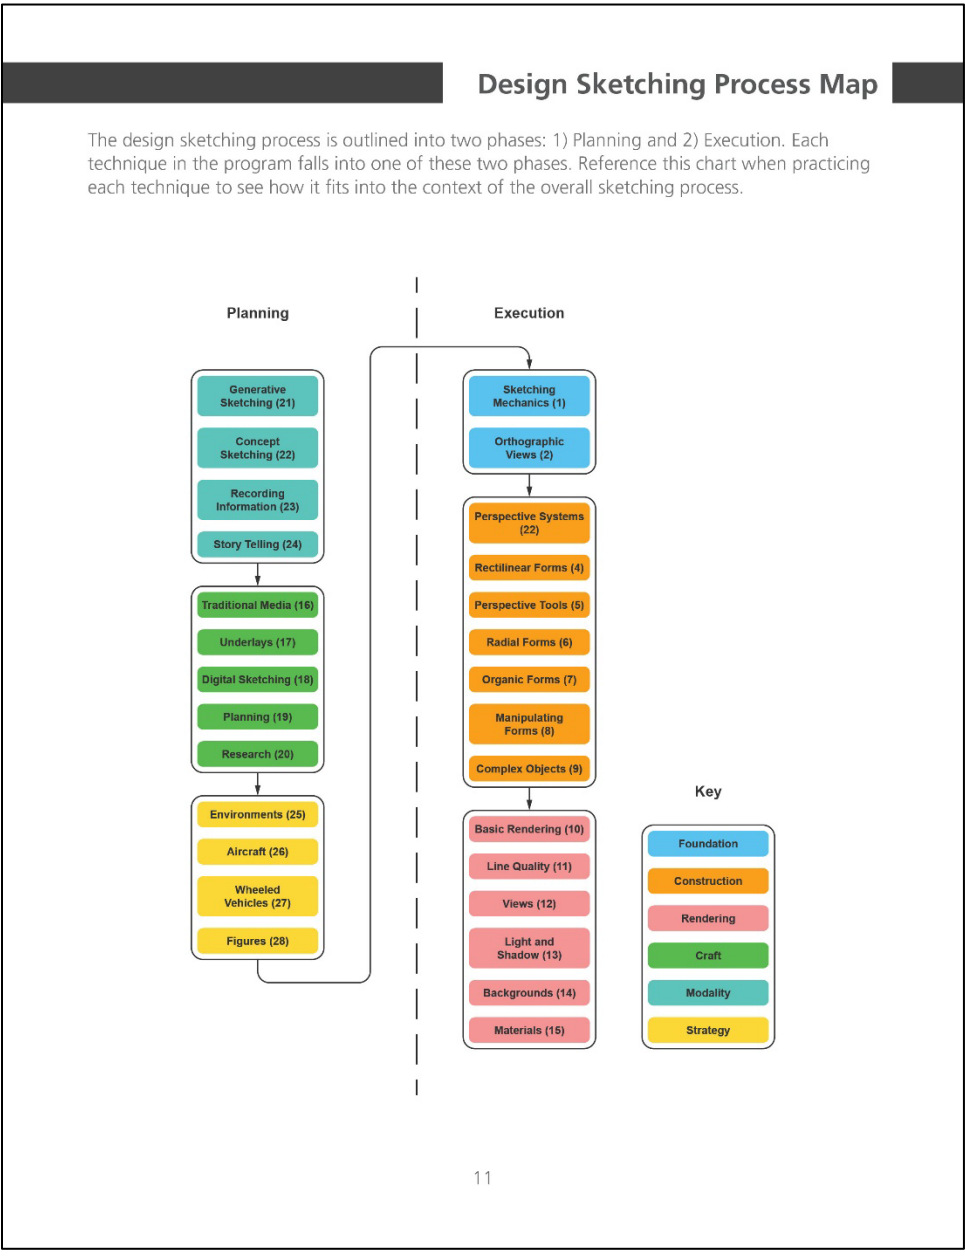 Design Sketching Process Map
The design sketching process is outlined into two phases: 1) Planning and 2) Execution. Each
technique in the program falls into one of these two phases. Reference this chart when practicing
each technique to see how it fits into the context of the overall sketching process.
Planning
Generative
Sketching (21)
Concept
Sketching (22)
Recording
Information (23)
Story Telling (24)
Traditional Media (16)
Underlays (17)
Digital Sketching (18)
Planning (19)
Research (20)
Environments (25)
Aircraft (26)
Wheeled
Vehicles (27)
Figures (28)
Execution
Sketching
Mechanics (1)
Orthographic
Views (2)
Perspective Systems
(22)
Rectilinear Forms (4)
Perspective Tools (5)
Radial Forms (6)
Organic Forms (7)
Manipulating
Forms (8)
Complex Objects (9)
Basic Rendering (10)
Line Quality (11)
Views (12)
Light and
Shadow (13)
Backgrounds (14)
Materials (15)
Key
Foundation
Construction
Rendering
Craft
Modality
Strategy
11